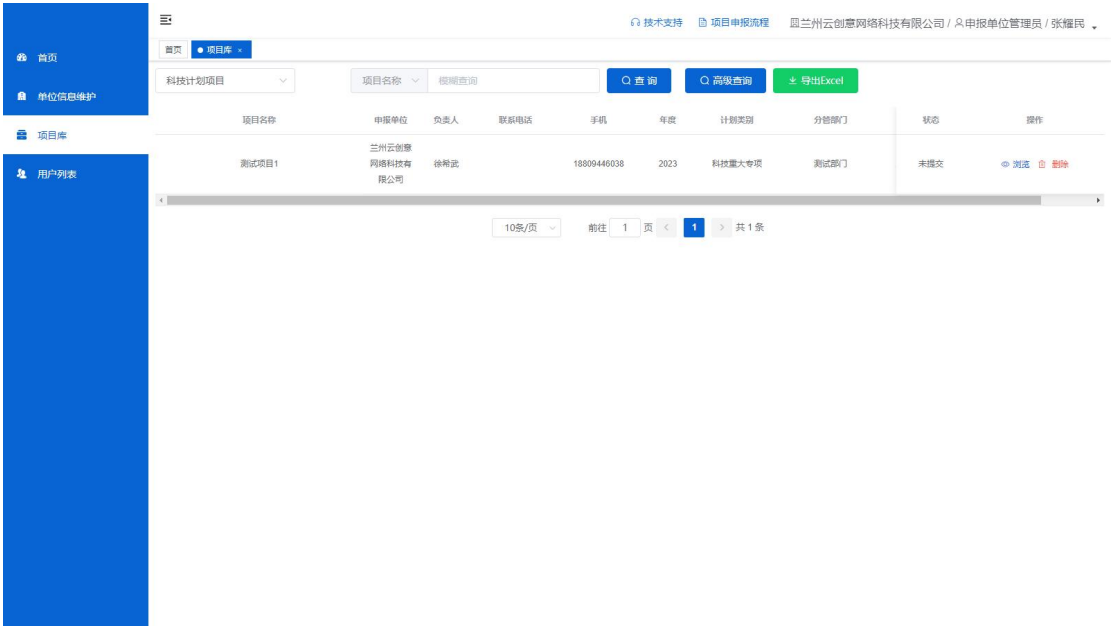 技术支持 项目申报流程 兰州云创意网络科技有限公司 / 申报单位管理员 / 张耀民
首页
单位信息维护
项目库
用户列表
首页 项目库 ×
科技计划项目 项目名称 模糊查询 查 询 高级查询 导出Excel
项目名称 申报单位 负责人 联系电话 手机 年度 计划类别 分管部门 状态 操作
测试项目1 兰州云创意 徐希武 18809446038 2023 科技重大专项 测试部门 未提交 浏览 删除
网络科技有
限公司
10条/页 前往 1 页 1 共 1 条